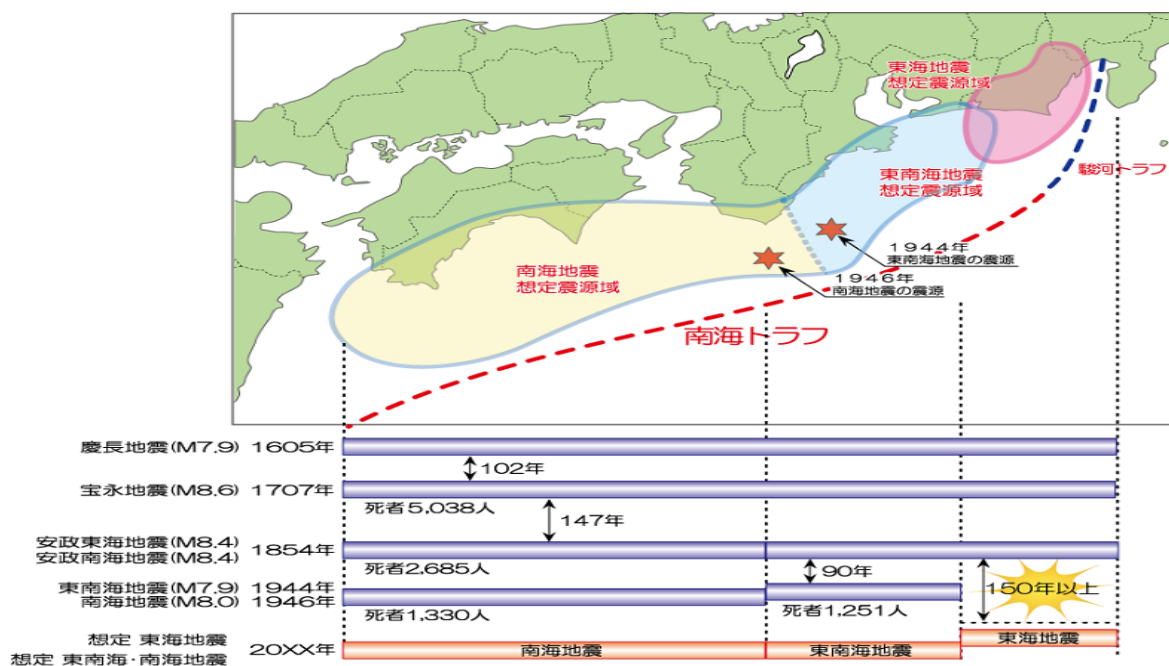 東海地震
想定震源域
東南海地震
想定震源域
駿河トラフ
1944年
東南海地震の震源
南海地震
想定震源域
1946年
南海地震の震源
南海トラフ
慶長地震(M7.9) 1605年
102年
宝永地震(M8.6) 1707年
死者5,038人
147年
安政東海地震(M8.4)
安政南海地震(M8.4)
1854年
死者2,685人
90年
150年以上
東南海地震(M7.9) 1944年
南海地震(M8.0) 1946年
死者1,330人
死者1,251人
想定 東海地震
想定 東南海・南海地震
20XX年
南海地震
東南海地震
東海地震